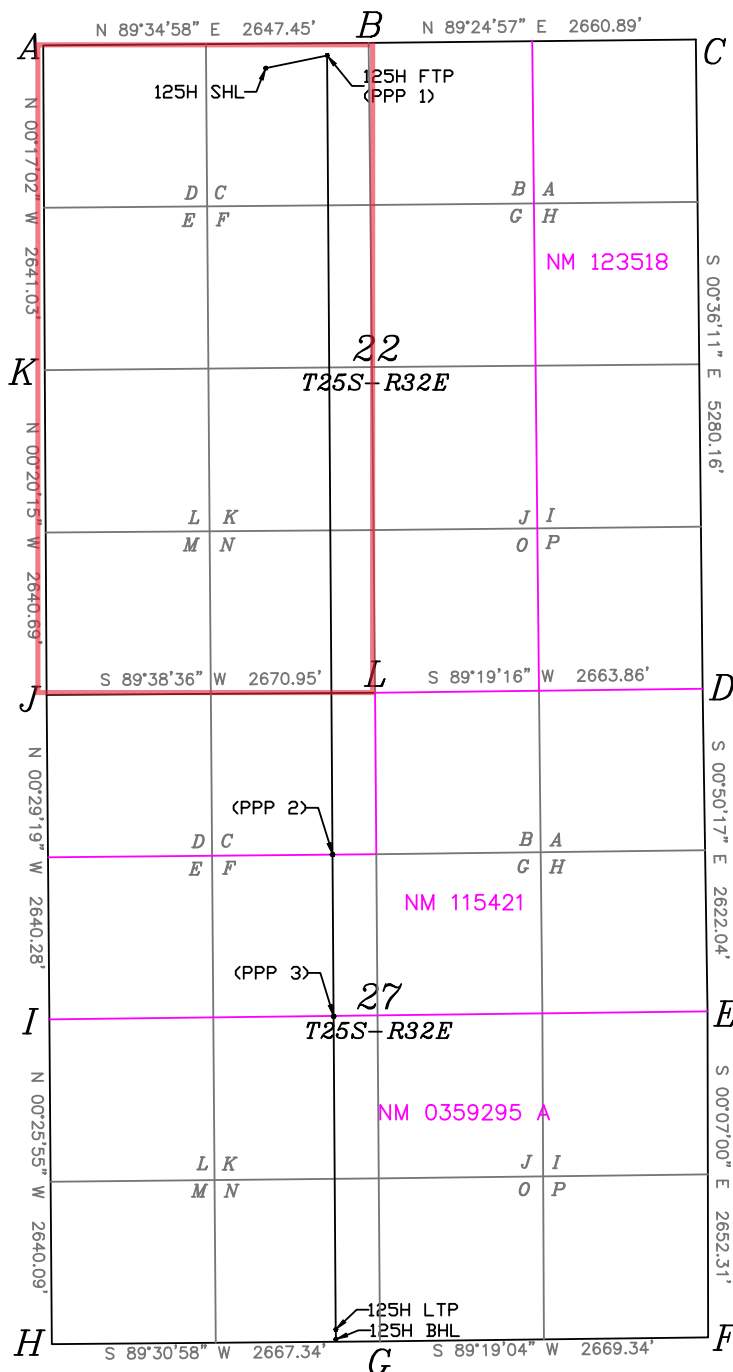 A
N 89°34'58" E 2647.45'
B
N 89°24'57" E 2660.89'
C
125H SHL
125H FTP
(PPP 1)
N 00°17'02" W 2641.03'
D C
E F
B A
G H
NM 123518
S 00°36'11" E 5280.16'
K
22
T25S-R32E
N 00°20'15" W 2640.69'
L K
M N
J I
O P
J
S 89°38'36" W 2670.95'
L
S 89°19'16" W 2663.86'
D
N 00°29'19" W 2640.28'
(PPP 2)
S 00°50'17" E 2622.04'
D C
E F
B A
G H
NM 115421
(PPP 3)
27
T25S-R32E
I
E
NM 0359295 A
N 00°25'55" W 2640.09'
L K
M N
J I
O P
S 00°07'00" E 2652.31'
125H LTP
125H BHL
H
S 89°30'58" W 2667.34'
G
S 89°19'04" W 2669.34'
F